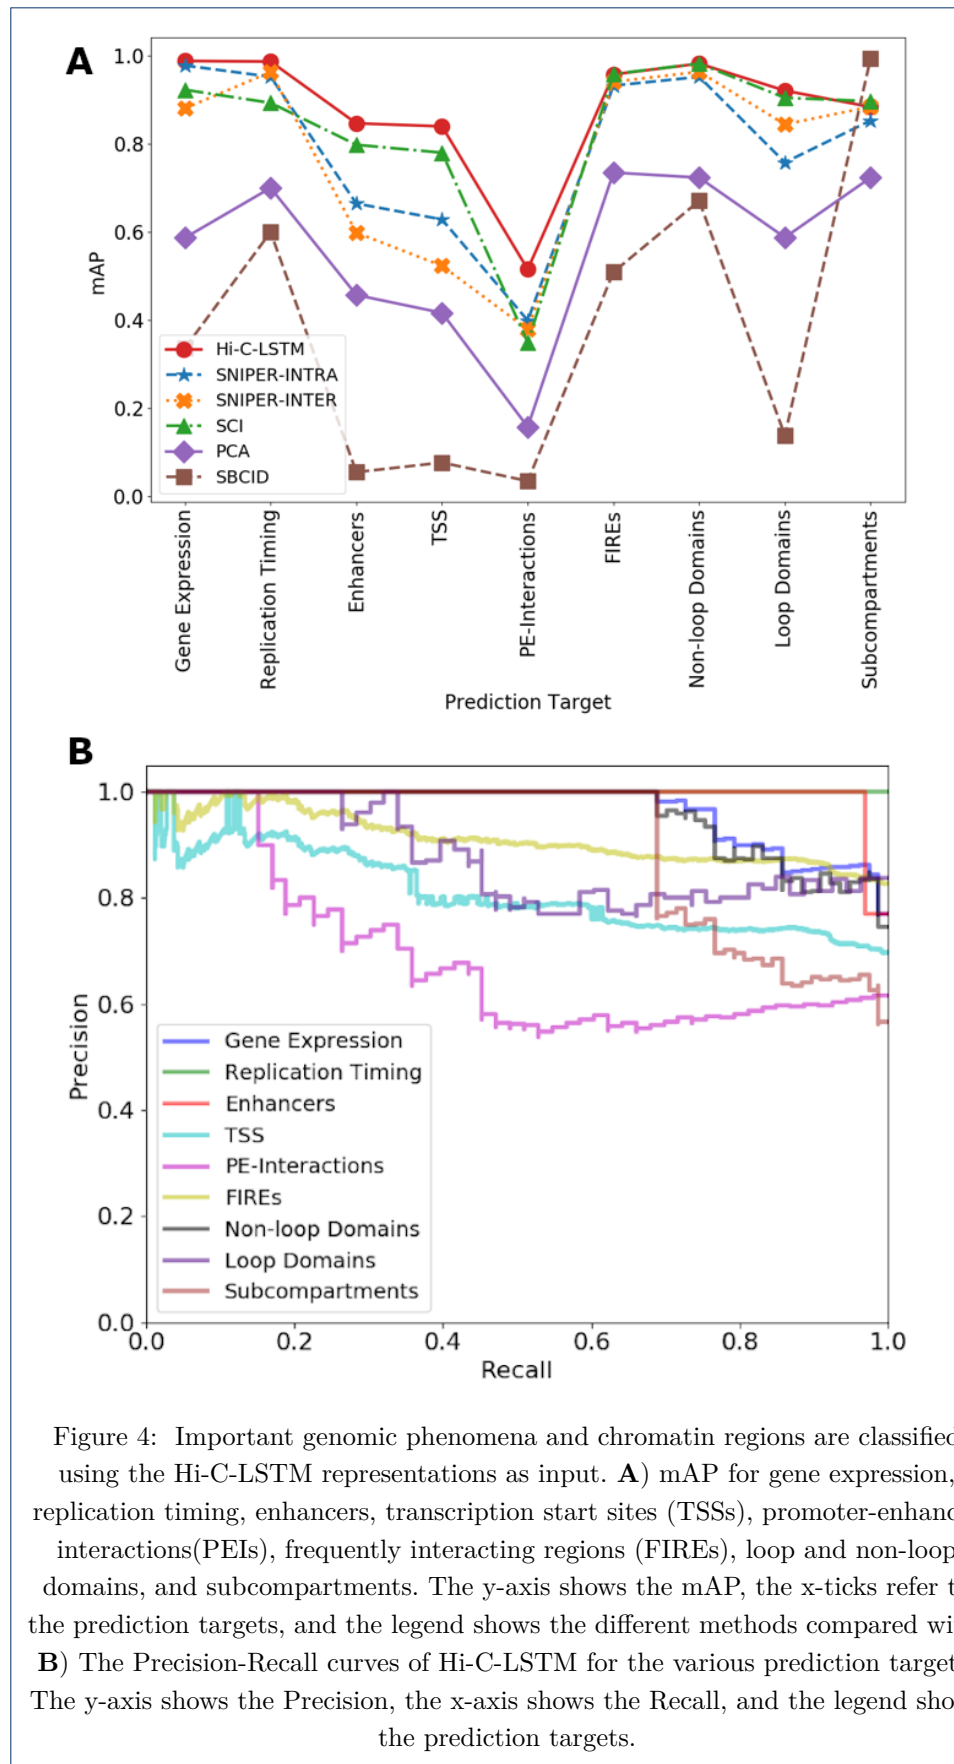 A
1.0
0.8
0.6
0.4
0.2
0.0
mAP
Hi-C-LSTM
SNIPER-INTRA
SNIPER-INTER
SCI
PCA
SBCID
Gene Expression
Replication Timing
Enhancers
TSS
PE-Interactions
FIREs
Non-loop Domains
Loop Domains
Subcompartments
Prediction Target
B
1.0
0.8
0.6
0.4
0.2
0.0
Precision
Gene Expression
Replication Timing
Enhancers
TSS
PE-Interactions
FIREs
Non-loop Domains
Loop Domains
Subcompartments
0.0 0.2 0.4 0.6 0.8 1.0
Recall
Figure 4: Important genomic phenomena and chromatin regions are classified
using the Hi-C-LSTM representations as input. A) mAP for gene expression,
replication timing, enhancers, transcription start sites (TSSs), promoter-enhanc
interactions(PEIs), frequently interacting regions (FIREs), loop and non-loop
domains, and subcompartments. The y-axis shows the mAP, the x-ticks refer t
the prediction targets, and the legend shows the different methods compared wi
B) The Precision-Recall curves of Hi-C-LSTM for the various prediction target
The y-axis shows the Precision, the x-axis shows the Recall, and the legend sho
the prediction targets.